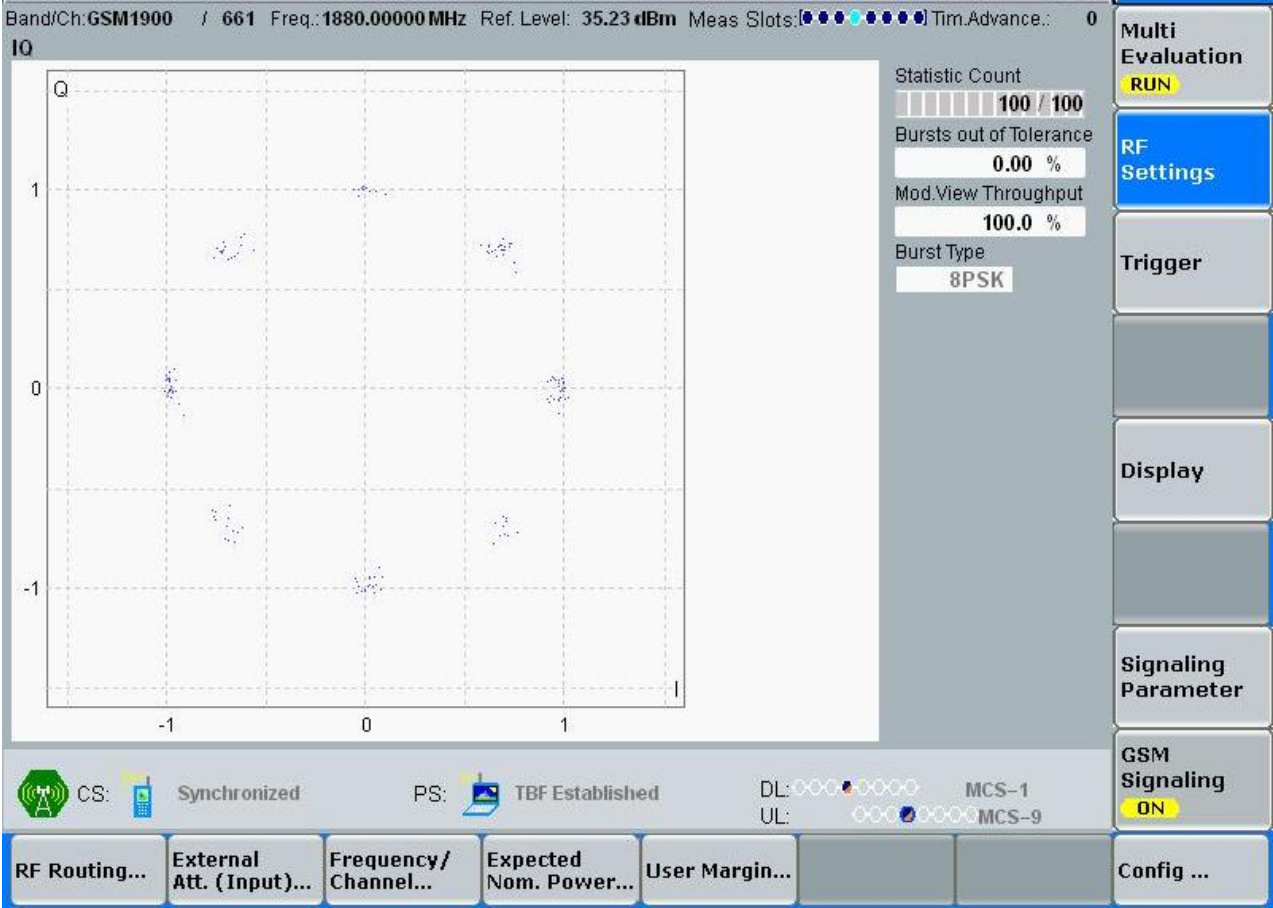 Band/Ch:GSM1900 / 661 Freq.:1880.00000 MHz Ref. Level: 35.23 dBm Meas Slots: Tim.Advance.: 0
IQ
Q
1
0
-1
I
-1 0 1
Statistic Count
100 / 100
Bursts out of Tolerance
0.00 %
Mod.View Throughput
100.0 %
Burst Type
8PSK
Multi
Evaluation
RUN
RF
Settings
Trigger
Display
Signaling
Parameter
GSM
Signaling
ON
CS: Synchronized PS: TBF Established DL: MCS-1
UL: MCS-9
RF Routing...
External
Att. (Input)...
Frequency/
Channel...
Expected
Nom. Power...
User Margin...
Config ...